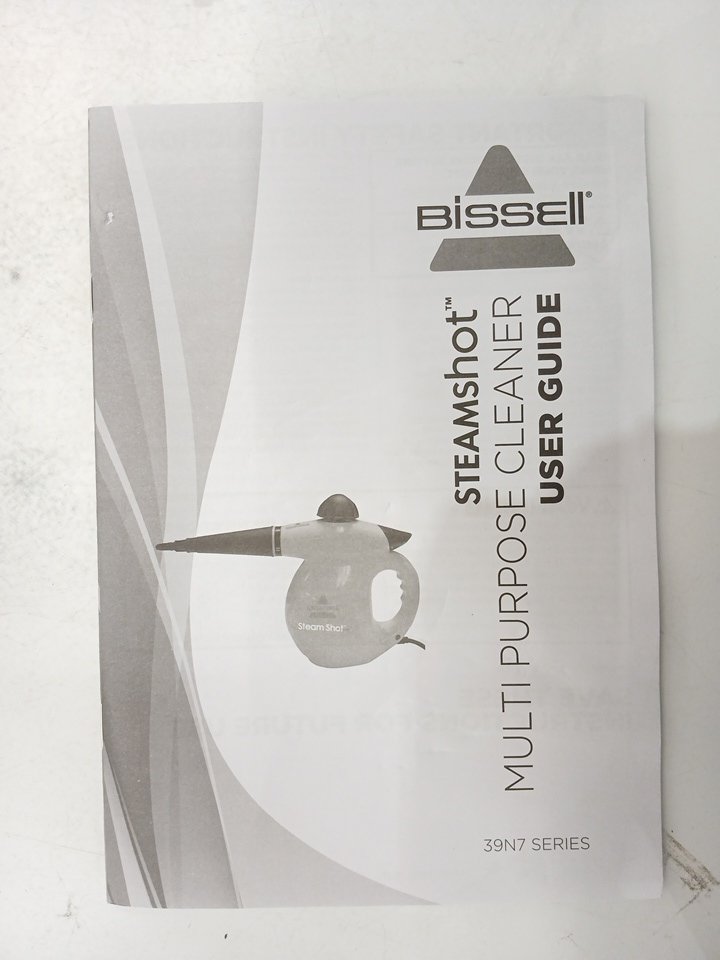 BISSELL®
STEAMshot™
MULTI PURPOSE CLEANER
USER GUIDE
Steam Shot™
39N7 SERIES